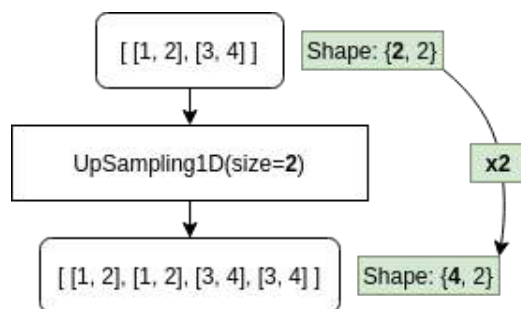 [ [1, 2], [3, 4] ]
Shape: {2, 2}
UpSampling1D(size=2)
x2
[ [1, 2], [1, 2], [3, 4], [3, 4] ]
Shape: {4, 2}